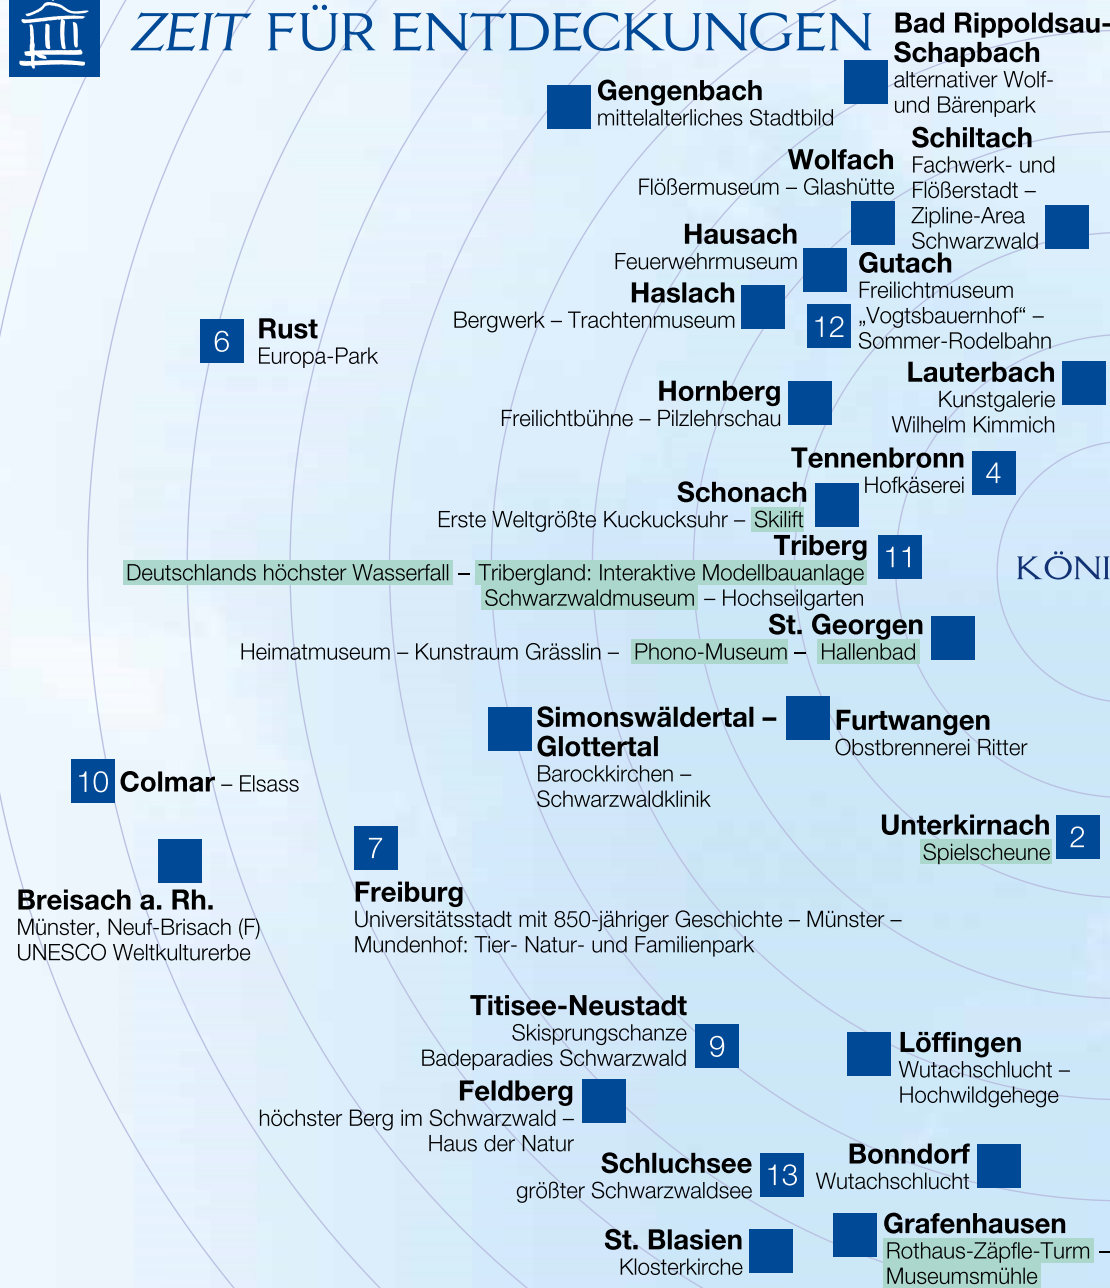 ZEIT FÜR ENTDECKUNGEN
Bad Rippoldsau-
Schapbach
alternativer Wolf-
und Bärenpark
Gengenbach
mittelalterliches Stadtbild
Schiltach
Fachwerk- und
Flößerstadt –
Zipline-Area
Schwarzwald
Wolfach
Flößermuseum – Glashütte
Hausach
Feuerwehrmuseum
Gutach
Freilichtmuseum
„Vogtsbauernhof“ –
Sommer-Rodelbahn
12
Haslach
Bergwerk – Trachtenmuseum
6
Rust
Europa-Park
Lauterbach
Kunstgalerie
Wilhelm Kimmich
Hornberg
Freilichtbühne – Pilzlehrschau
Tennenbronn
Hofkäserei
4
Schonach
Erste Weltgrößte Kuckucksuhr – Skilift
Triberg
11
Deutschlands höchster Wasserfall – Tribergland: Interaktive Modellbauanlage
Schwarzwaldmuseum – Hochseilgarten
KÖNI
St. Georgen
Heimatmuseum – Kunstraum Grässlin – Phono-Museum – Hallenbad
Simonswäldertal –
Glottertal
Barockkirchen –
Schwarzwaldklinik
Furtwangen
Obstbrennerei Ritter
10 Colmar – Elsass
Unterkirnach
Spielscheune
2
7
Freiburg
Universitätsstadt mit 850-jähriger Geschichte – Münster –
Mundenhof: Tier- Natur- und Familienpark
Breisach a. Rh.
Münster, Neuf-Brisach (F)
UNESCO Weltkulturerbe
Titisee-Neustadt
Skisprungschanze
Badeparadies Schwarzwald
9
Löffingen
Wutachschlucht –
Hochwildgehege
Feldberg
höchster Berg im Schwarzwald –
Haus der Natur
Schluchsee
größter Schwarzwaldsee
13
Bonndorf
Wutachschlucht
St. Blasien
Klosterkirche
Grafenhausen
Rothaus-Zäpfle-Turm –
Museumsmühle